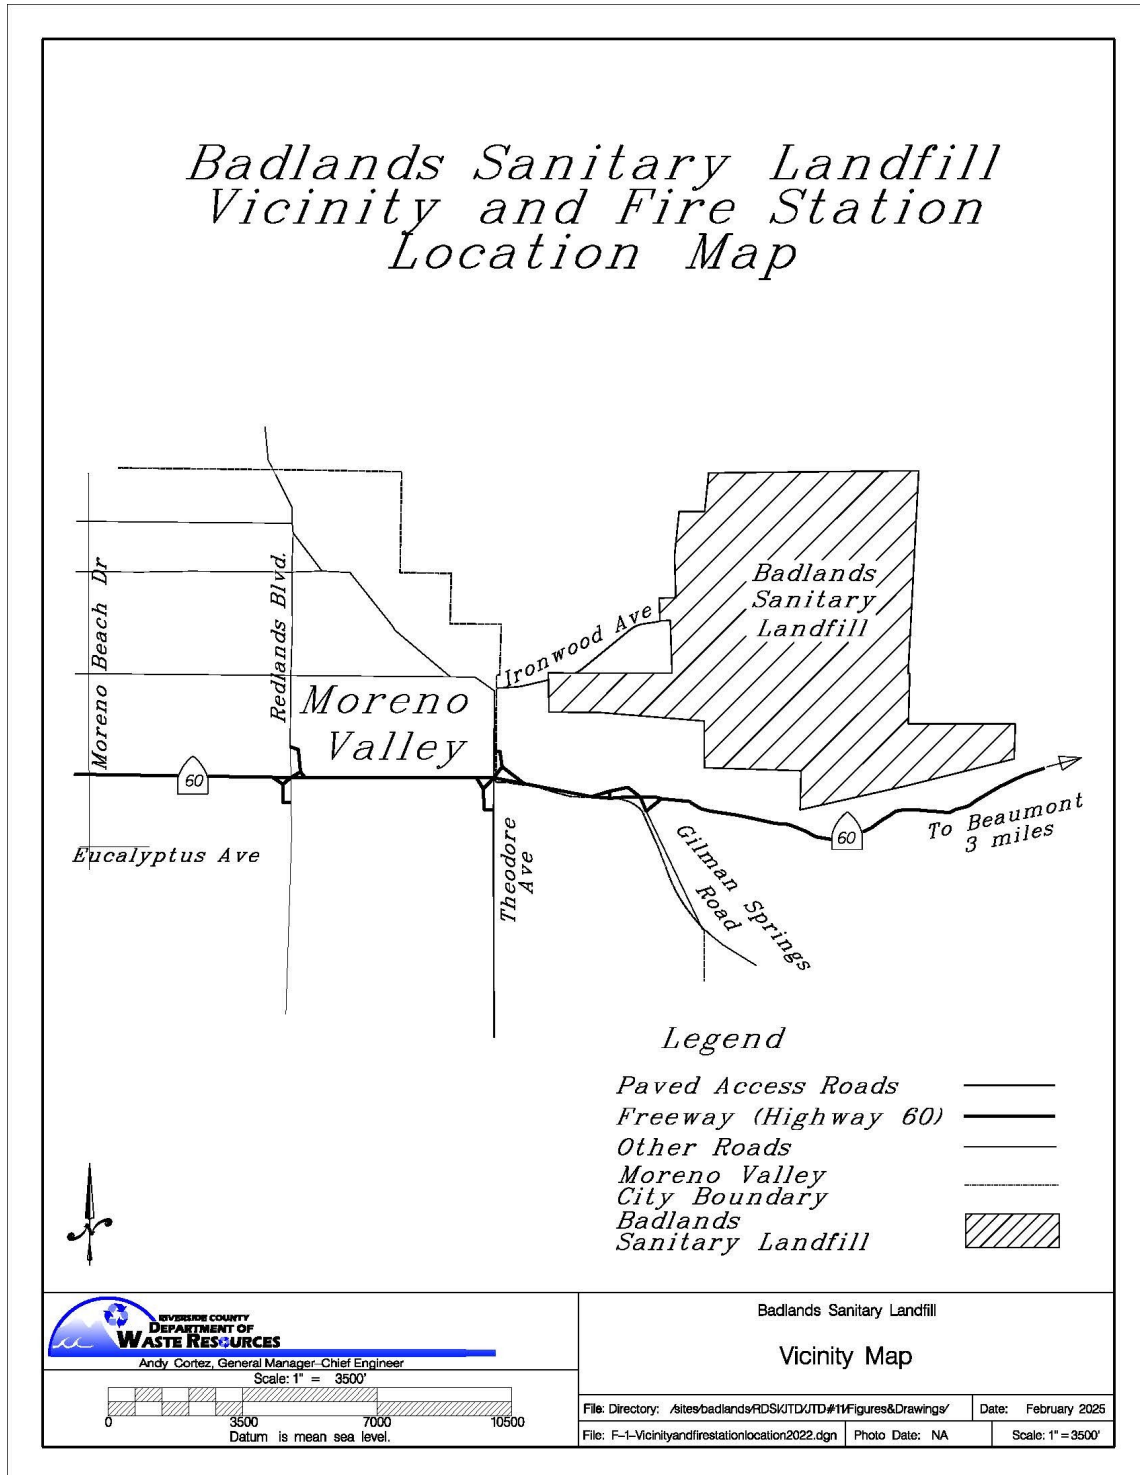 Badlands Sanitary Landfill
Vicinity and Fire Station
Location Map
Moreno Beach Dr
Redlands Blvd.
Ironwood Ave
Badlands
Sanitary
Landfill
Moreno
Valley
60
Eucalyptus Ave
Theodore
Ave
Gilman Springs
Road
60
To Beaumont
3 miles
Legend
Paved Access Roads
Freeway (Highway 60)
Other Roads
Moreno Valley
City Boundary
Badlands
Sanitary Landfill
N
RIVERSIDE COUNTY
DEPARTMENT OF
WASTE RESOURCES
Andy Cortez, General Manager-Chief Engineer
Scale: 1" = 3500'
0 3500 7000 10500
Datum is mean sea level.
Badlands Sanitary Landfill
Vicinity Map
File: Directory: /sites/badlands/RDSI/JTD/JTD#11/Figures&Drawings/
Date: February 2025
File: F-1-Vicinityandfirestationlocation2022.dgn
Photo Date: NA
Scale: 1" = 3500'